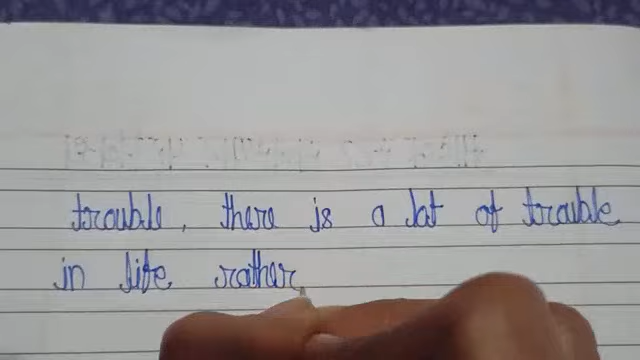 trouble, there is a lot of trouble
in life rather